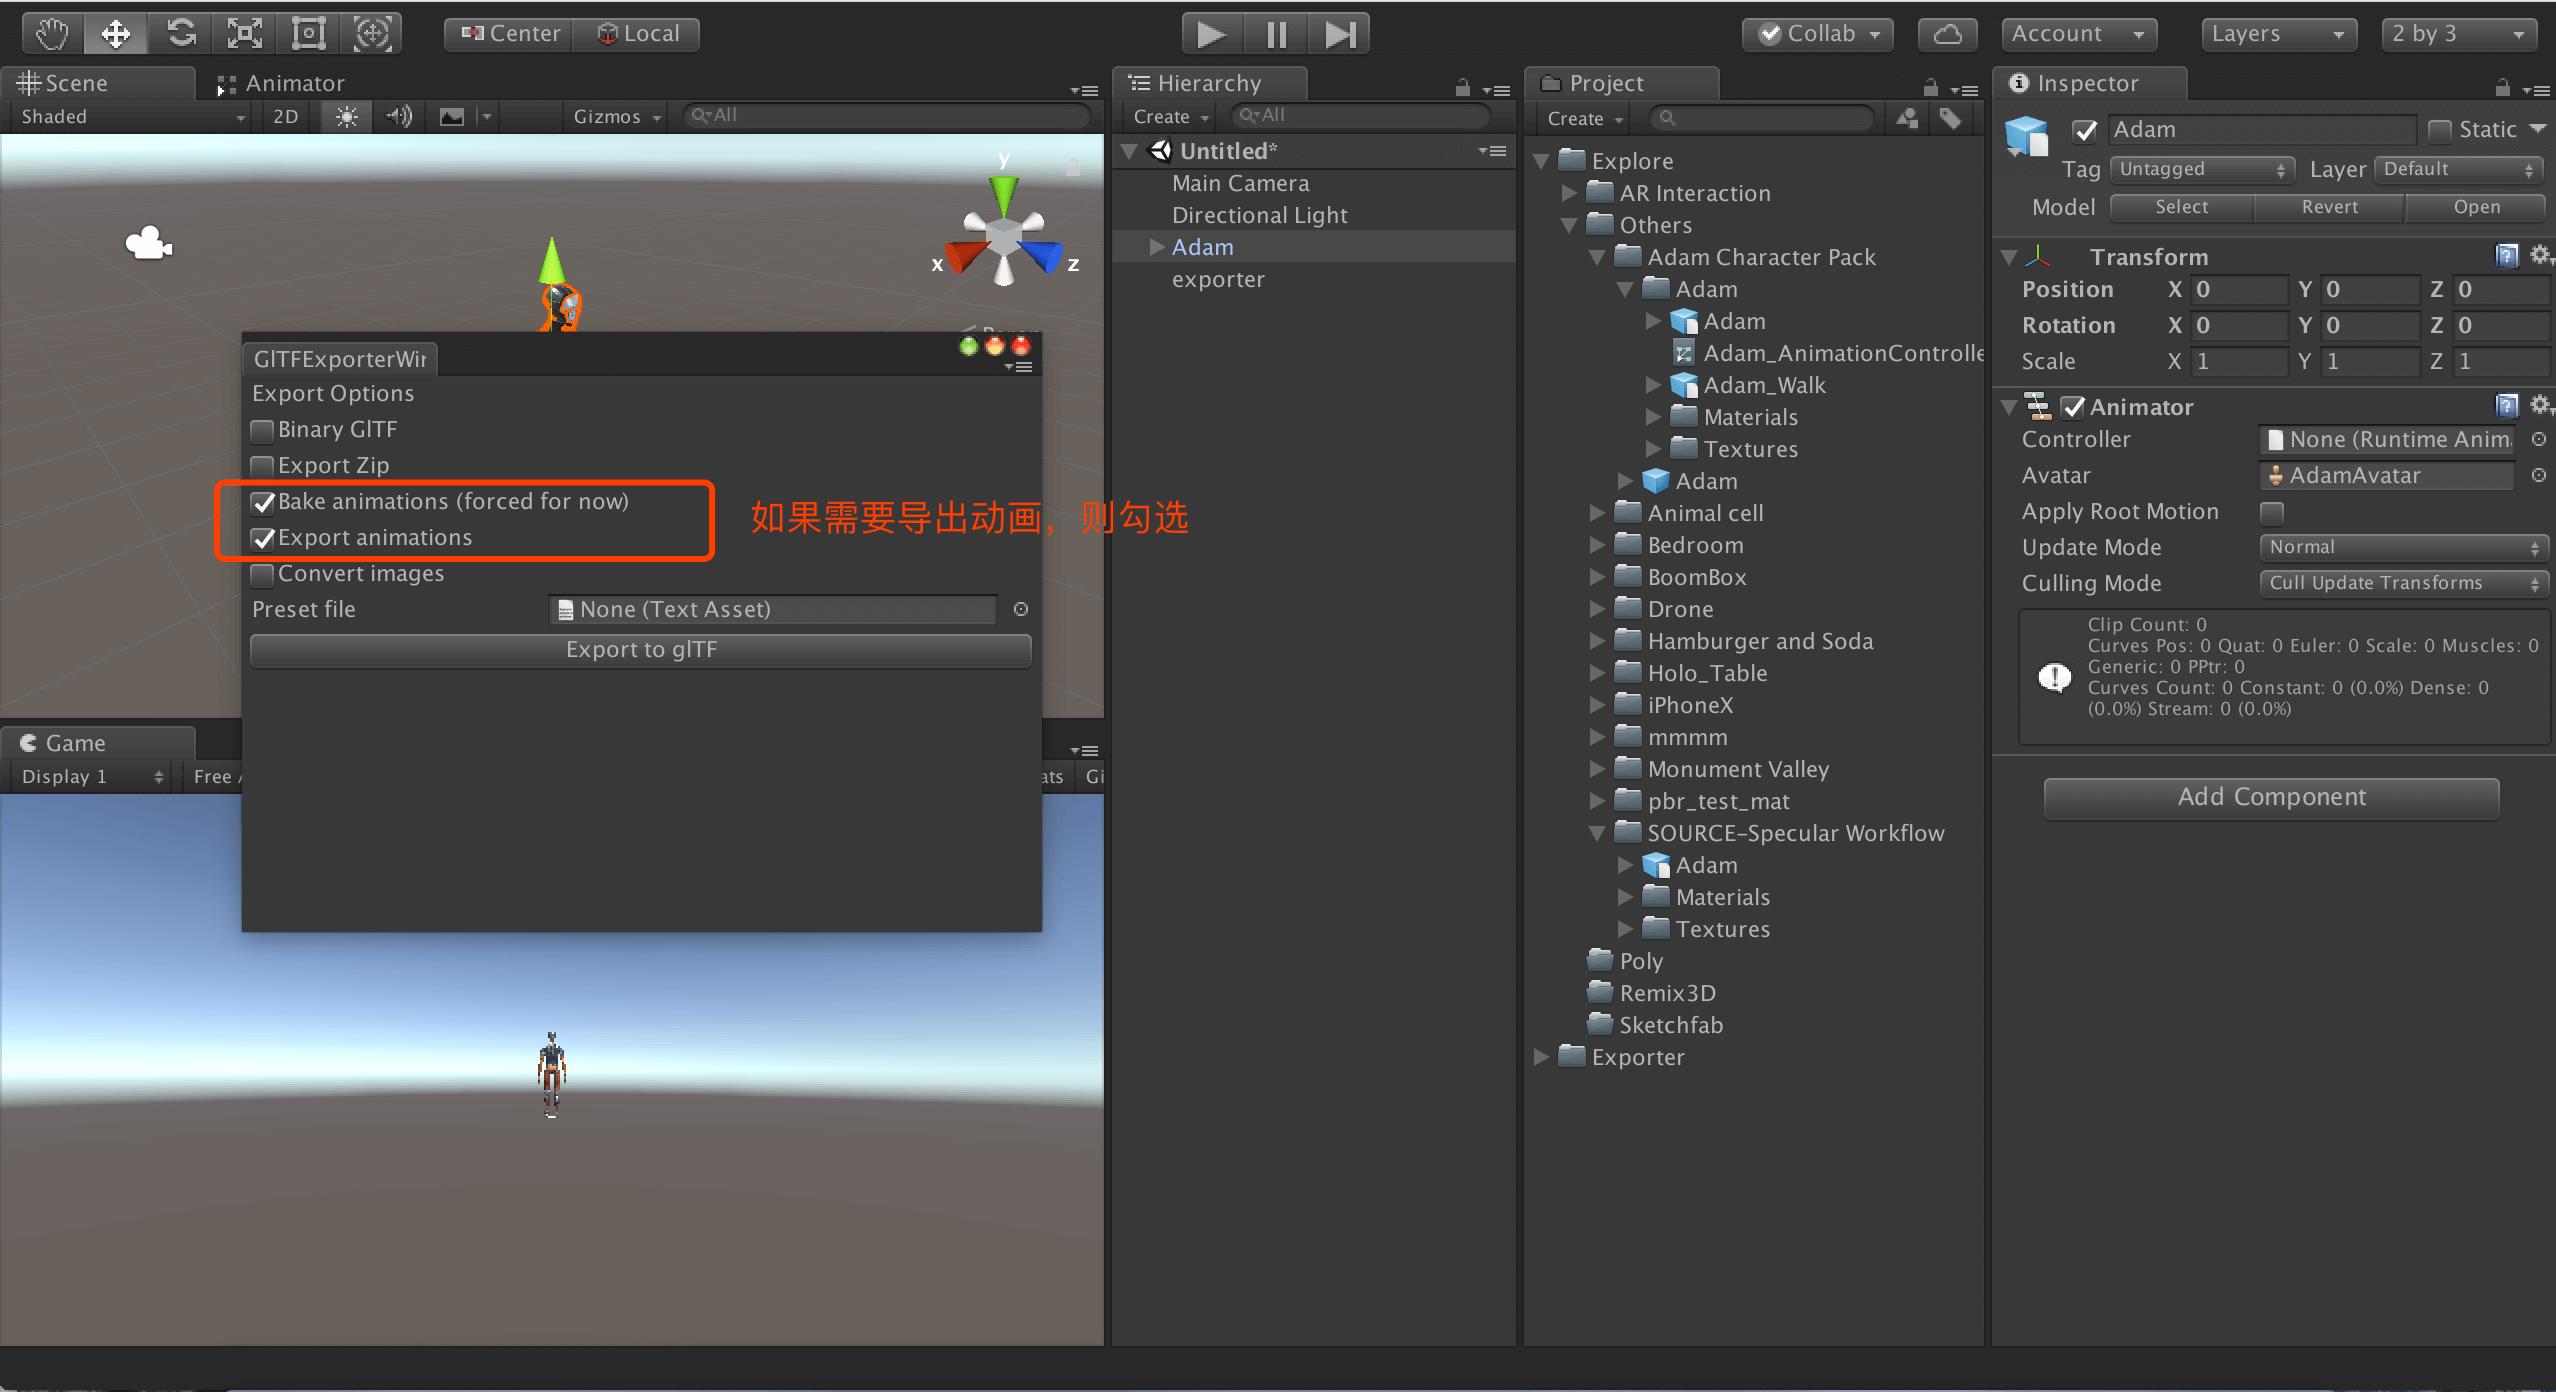 Center Local Collab Account Layers 2 by 3
Scene Animator
Shaded 2D Gizmos All
y
x z
GlTFExporterWir
Export Options
Binary GlTF
Export Zip
Bake animations (forced for now)
Export animations
如果需要导出动画，则勾选
Convert images
Preset file None (Text Asset)
Export to glTF
Game
Display 1 Free A ats Gi
Hierarchy
Create All
Untitled*
Main Camera
Directional Light
Adam
exporter
Project
Create
Explore
AR Interaction
Others
Adam Character Pack
Adam
Adam
Adam_AnimationControlle
Adam_Walk
Materials
Textures
Adam
Animal cell
Bedroom
BoomBox
Drone
Hamburger and Soda
Holo_Table
iPhoneX
mmmm
Monument Valley
pbr_test_mat
SOURCE-Specular Workflow
Adam
Materials
Textures
Poly
Remix3D
Sketchfab
Exporter
Inspector
Adam Static
Tag Untagged Layer Default
Model Select Revert Open
Transform
Position X 0 Y 0 Z 0
Rotation X 0 Y 0 Z 0
Scale X 1 Y 1 Z 1
Animator
Controller None (Runtime Anim
Avatar AdamAvatar
Apply Root Motion
Update Mode Normal
Culling Mode Cull Update Transforms
Clip Count: 0
Curves Pos: 0 Quat: 0 Euler: 0 Scale: 0 Muscles: 0
Generic: 0 PPtr: 0
Curves Count: 0 Constant: 0 (0.0%) Dense: 0
(0.0%) Stream: 0 (0.0%)
Add Component